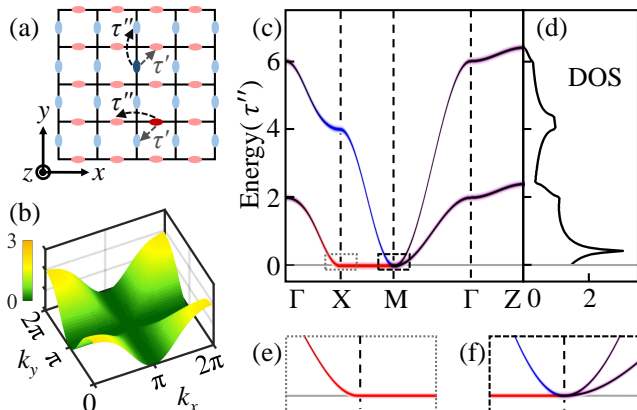 (a)
τ''
τ'
τ''
τ'
y
z
x
(b)
3
0
2π
π
0
k_y
π
2π
k_x
(c)
Energy(τ'')
6
4
2
0
Γ X M Γ Z
(d)
DOS
0 2
(e)
(f)